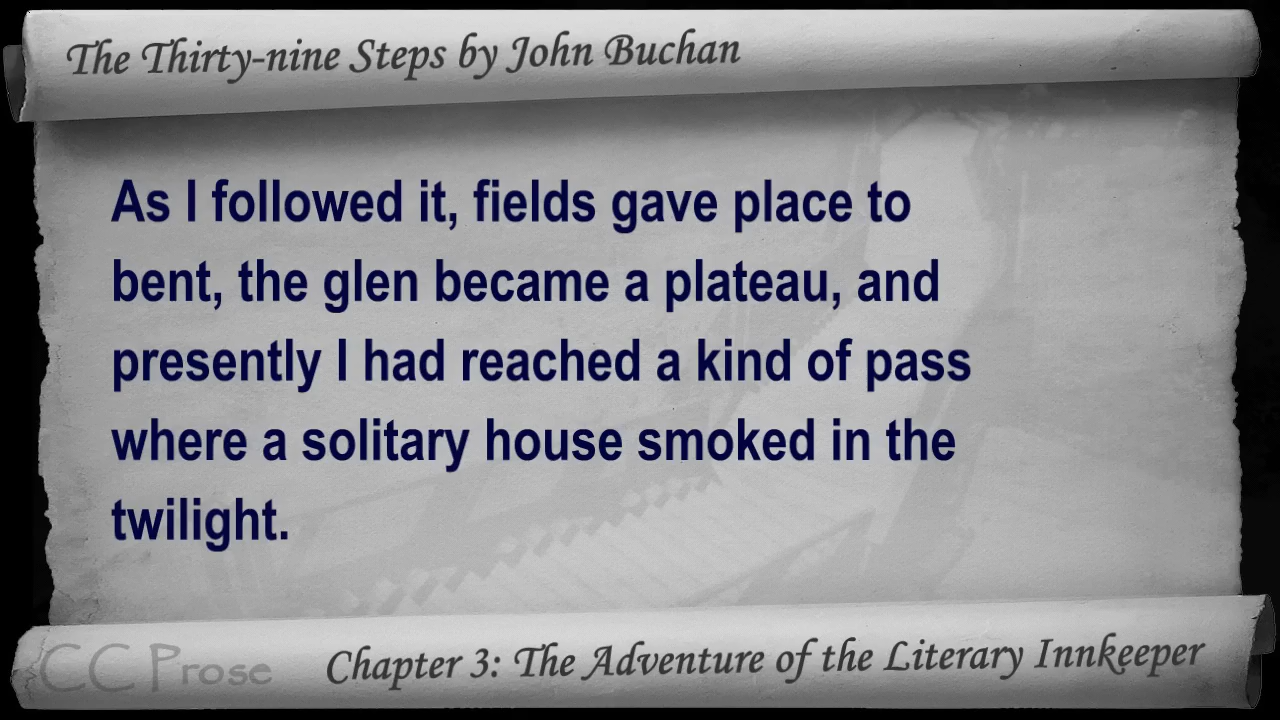 The Thirty-nine Steps by John Buchan
As I followed it, fields gave place to
bent, the glen became a plateau, and
presently I had reached a kind of pass
where a solitary house smoked in the
twilight.
CC Prose
Chapter 3: The Adventure of the Literary Innkeeper